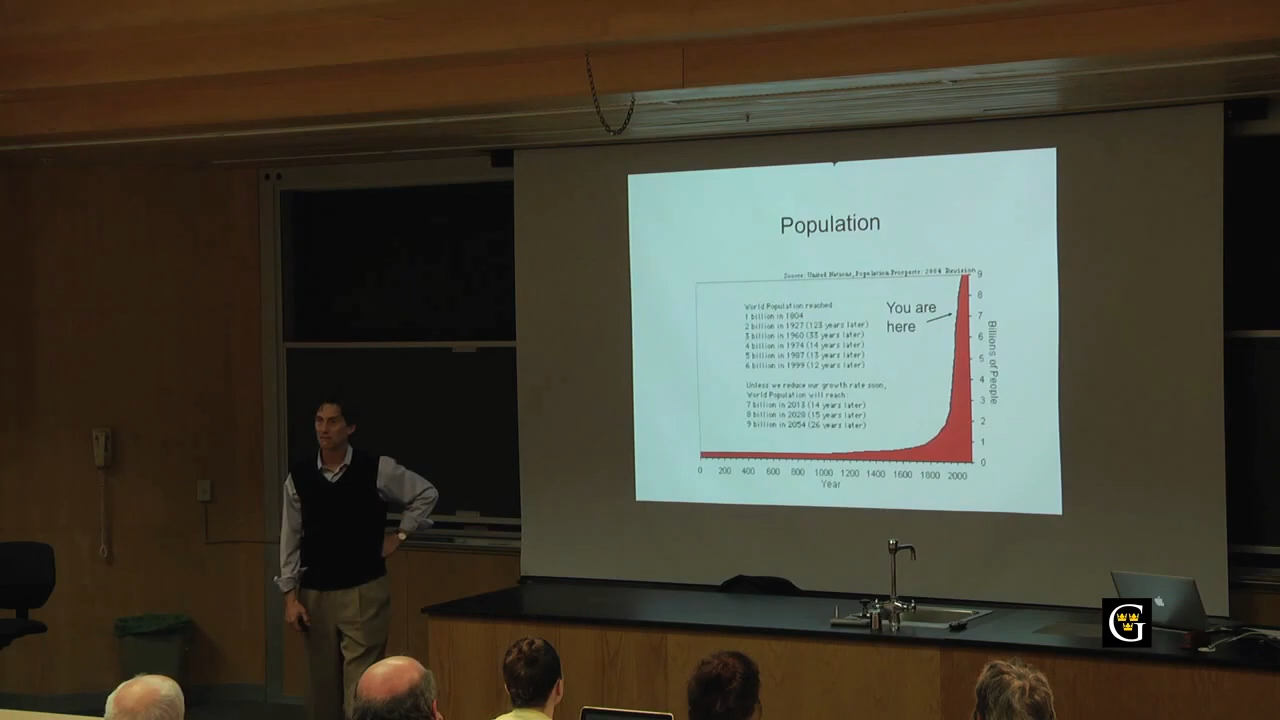 Population
Source: United Nations, Population Prospects: 2004 Revision
World Population reached
1 billion in 1804
2 billion in 1927 (123 years later)
3 billion in 1960 (33 years later)
4 billion in 1974 (14 years later)
5 billion in 1987 (13 years later)
6 billion in 1999 (12 years later)
Unless we reduce our growth rate soon,
World Population will reach:
7 billion in 2013 (14 years later)
8 billion in 2028 (15 years later)
9 billion in 2054 (26 years later)
You are
here
9
8
7
6
5
4
3
2
1
0
Billions of People
0 200 400 600 800 1000 1200 1400 1600 1800 2000
Year
G